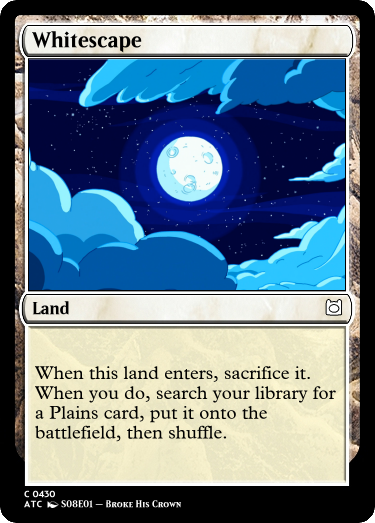 Whitescape
Land
When this land enters, sacrifice it.
When you do, search your library for
a Plains card, put it onto the
battlefield, then shuffle.
C 0430
ATC S08E01 – Broke His Crown